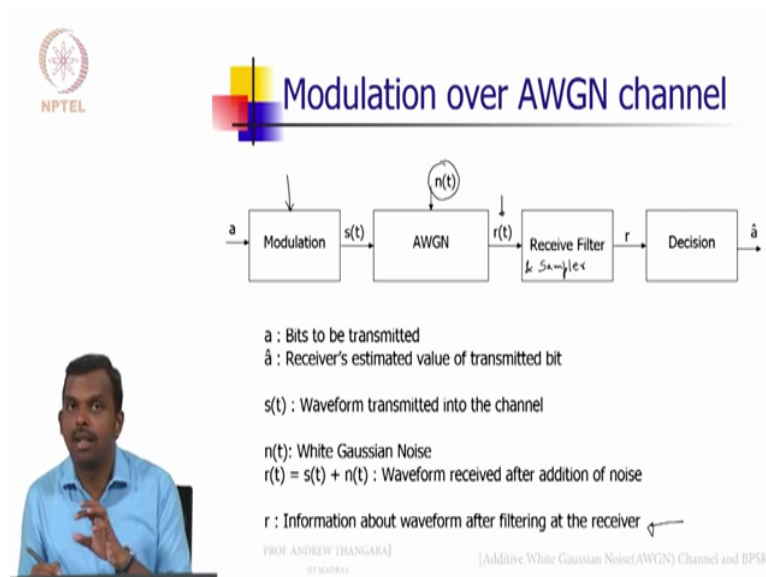 NPTEL
Modulation over AWGN channel
n(t)
a
Modulation
s(t)
AWGN
r(t)
Receive Filter
& Sampler
r
Decision
â
a : Bits to be transmitted
â : Receiver's estimated value of transmitted bit
s(t) : Waveform transmitted into the channel
n(t): White Gaussian Noise
r(t) = s(t) + n(t) : Waveform received after addition of noise
r : Information about waveform after filtering at the receiver
PROF. ANDREW THANGARAJ
IIT MADRAS
[Additive White Gaussian Noise(AWGN) Channel and BPSK